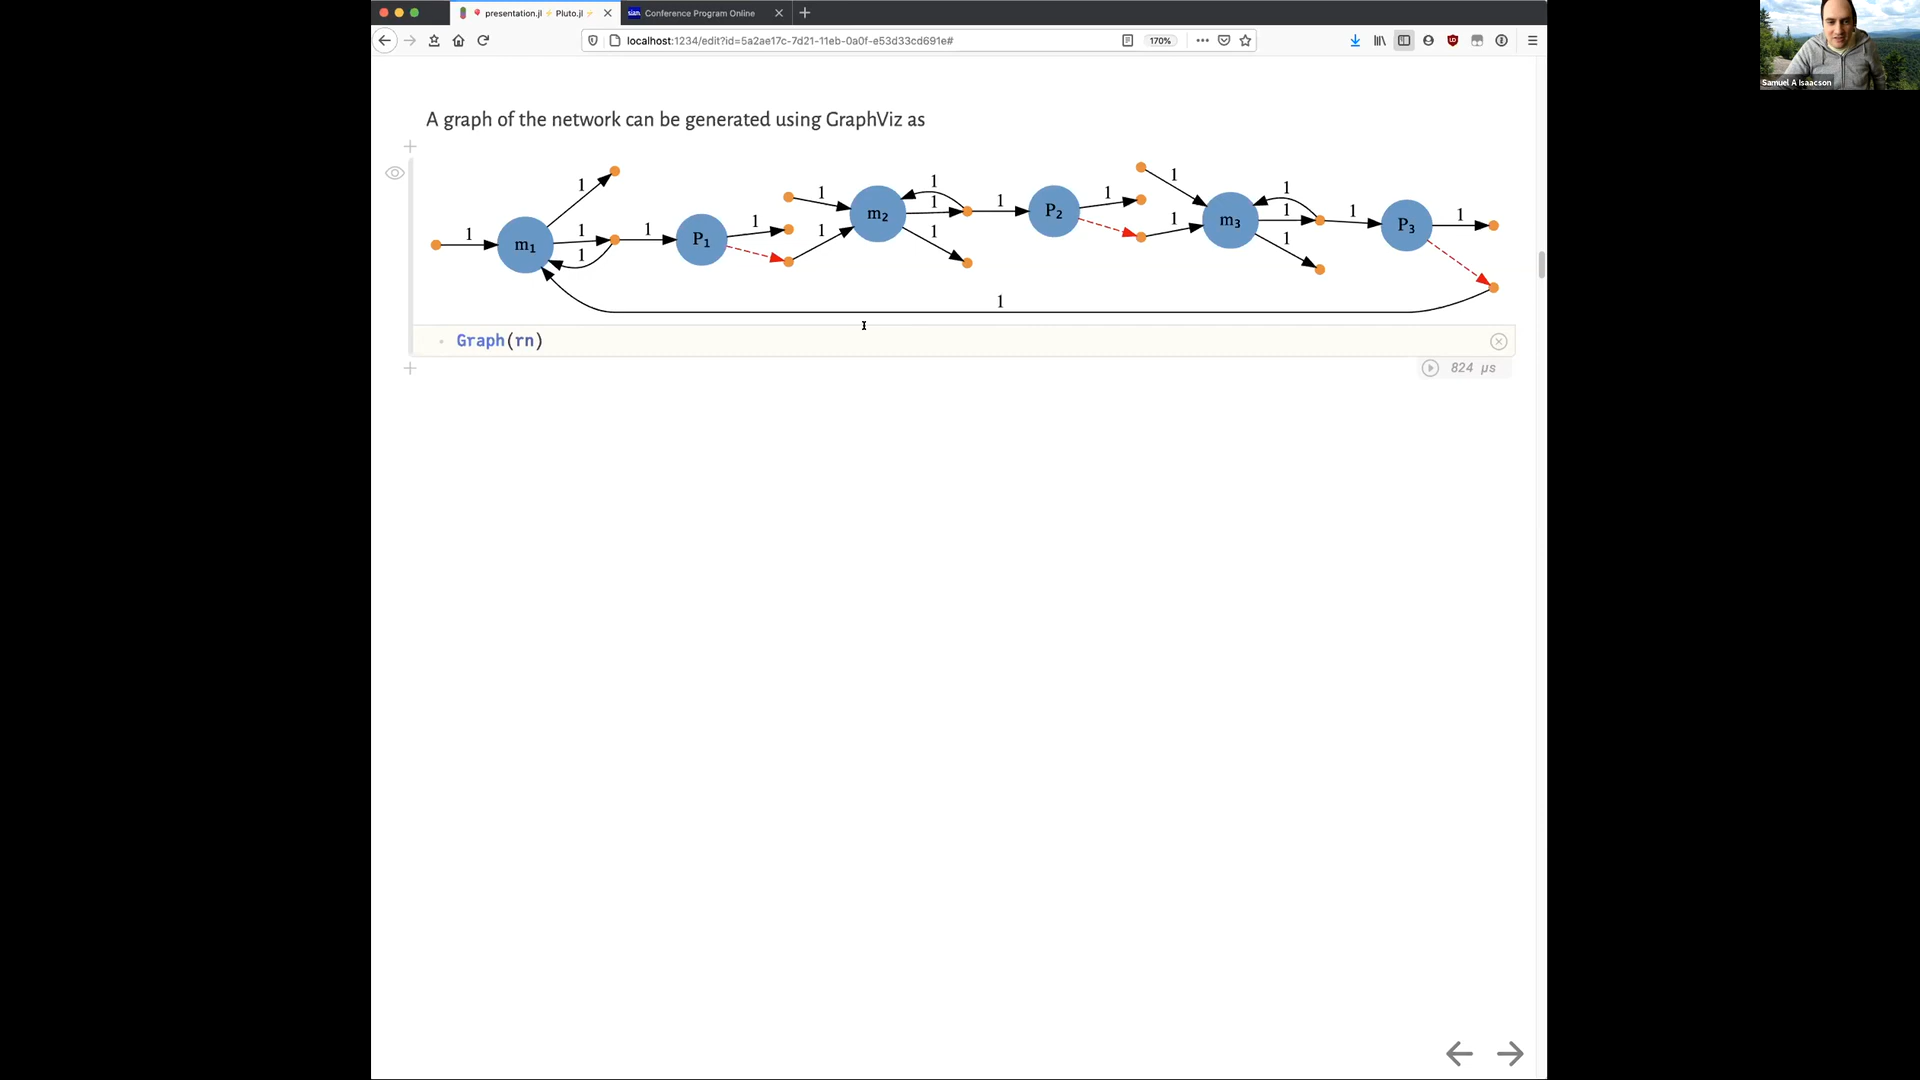 presentation.jl ⚡ Pluto.jl ⚡
Conference Program Online
localhost:1234/edit?id=5a2ae17c-7d21-11eb-0a0f-e53d33cd691e#
170%
Samuel A Isaacson
A graph of the network can be generated using GraphViz as
1 m₁ 1 1 1 1 P₁ 1 1 1 m₂ 1 1 1 1 P₂ 1 1 1 m₃ 1 1 1 1 P₃ 1
1
Graph(rn)
824 μs